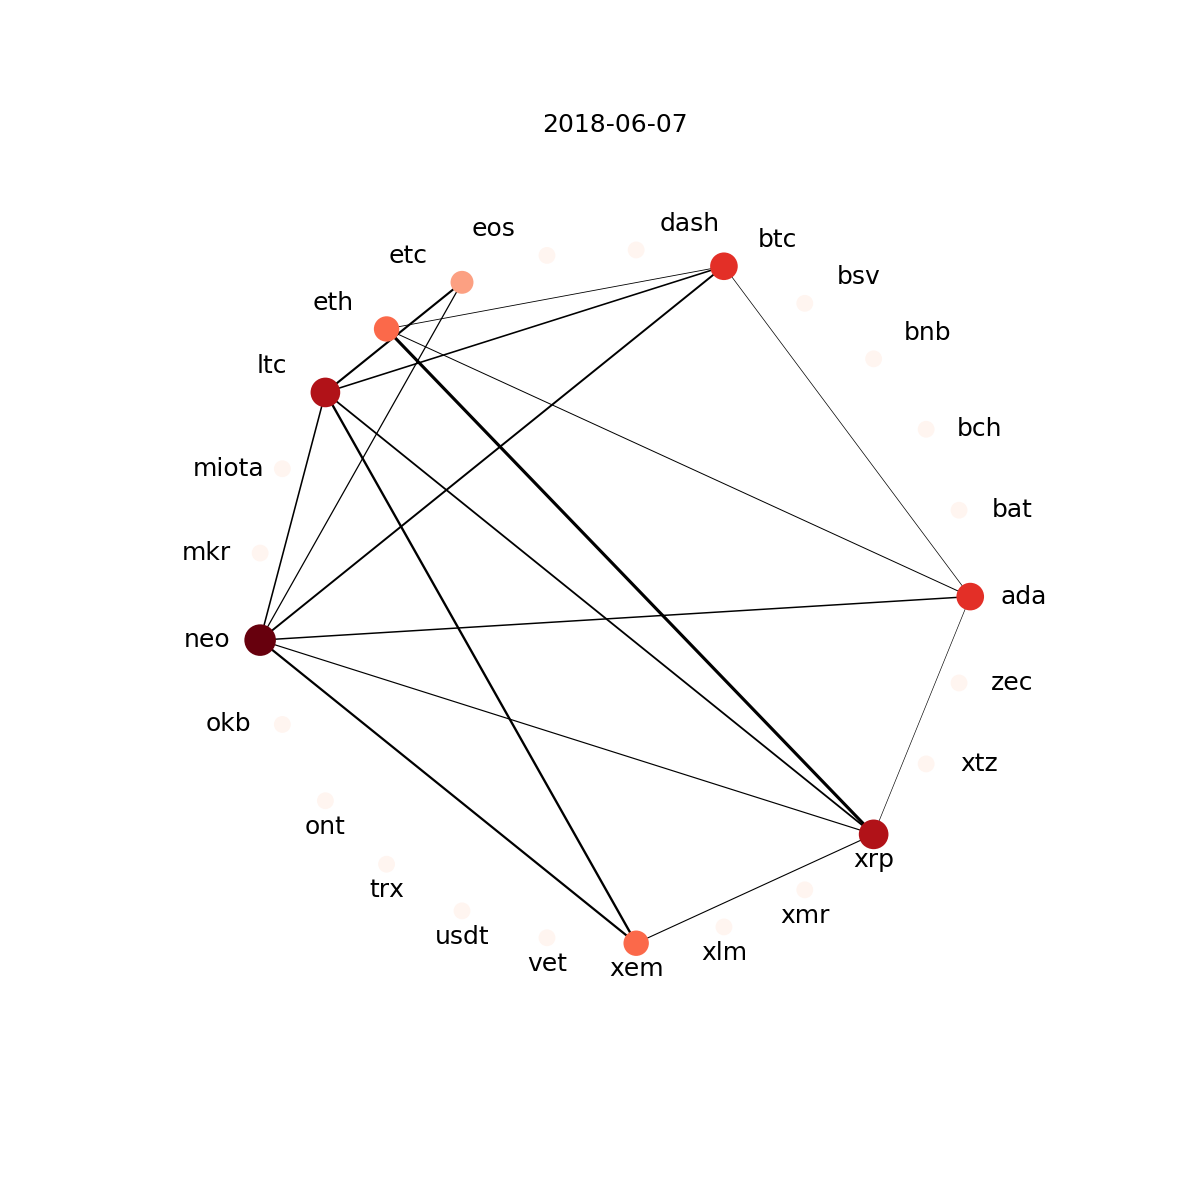 2018-06-07
dash
eos
btc
etc
bsv
eth
bnb
ltc
bch
miota
bat
mkr
ada
neo
zec
okb
xtz
ont
xrp
trx
xmr
usdt
xlm
vet
xem